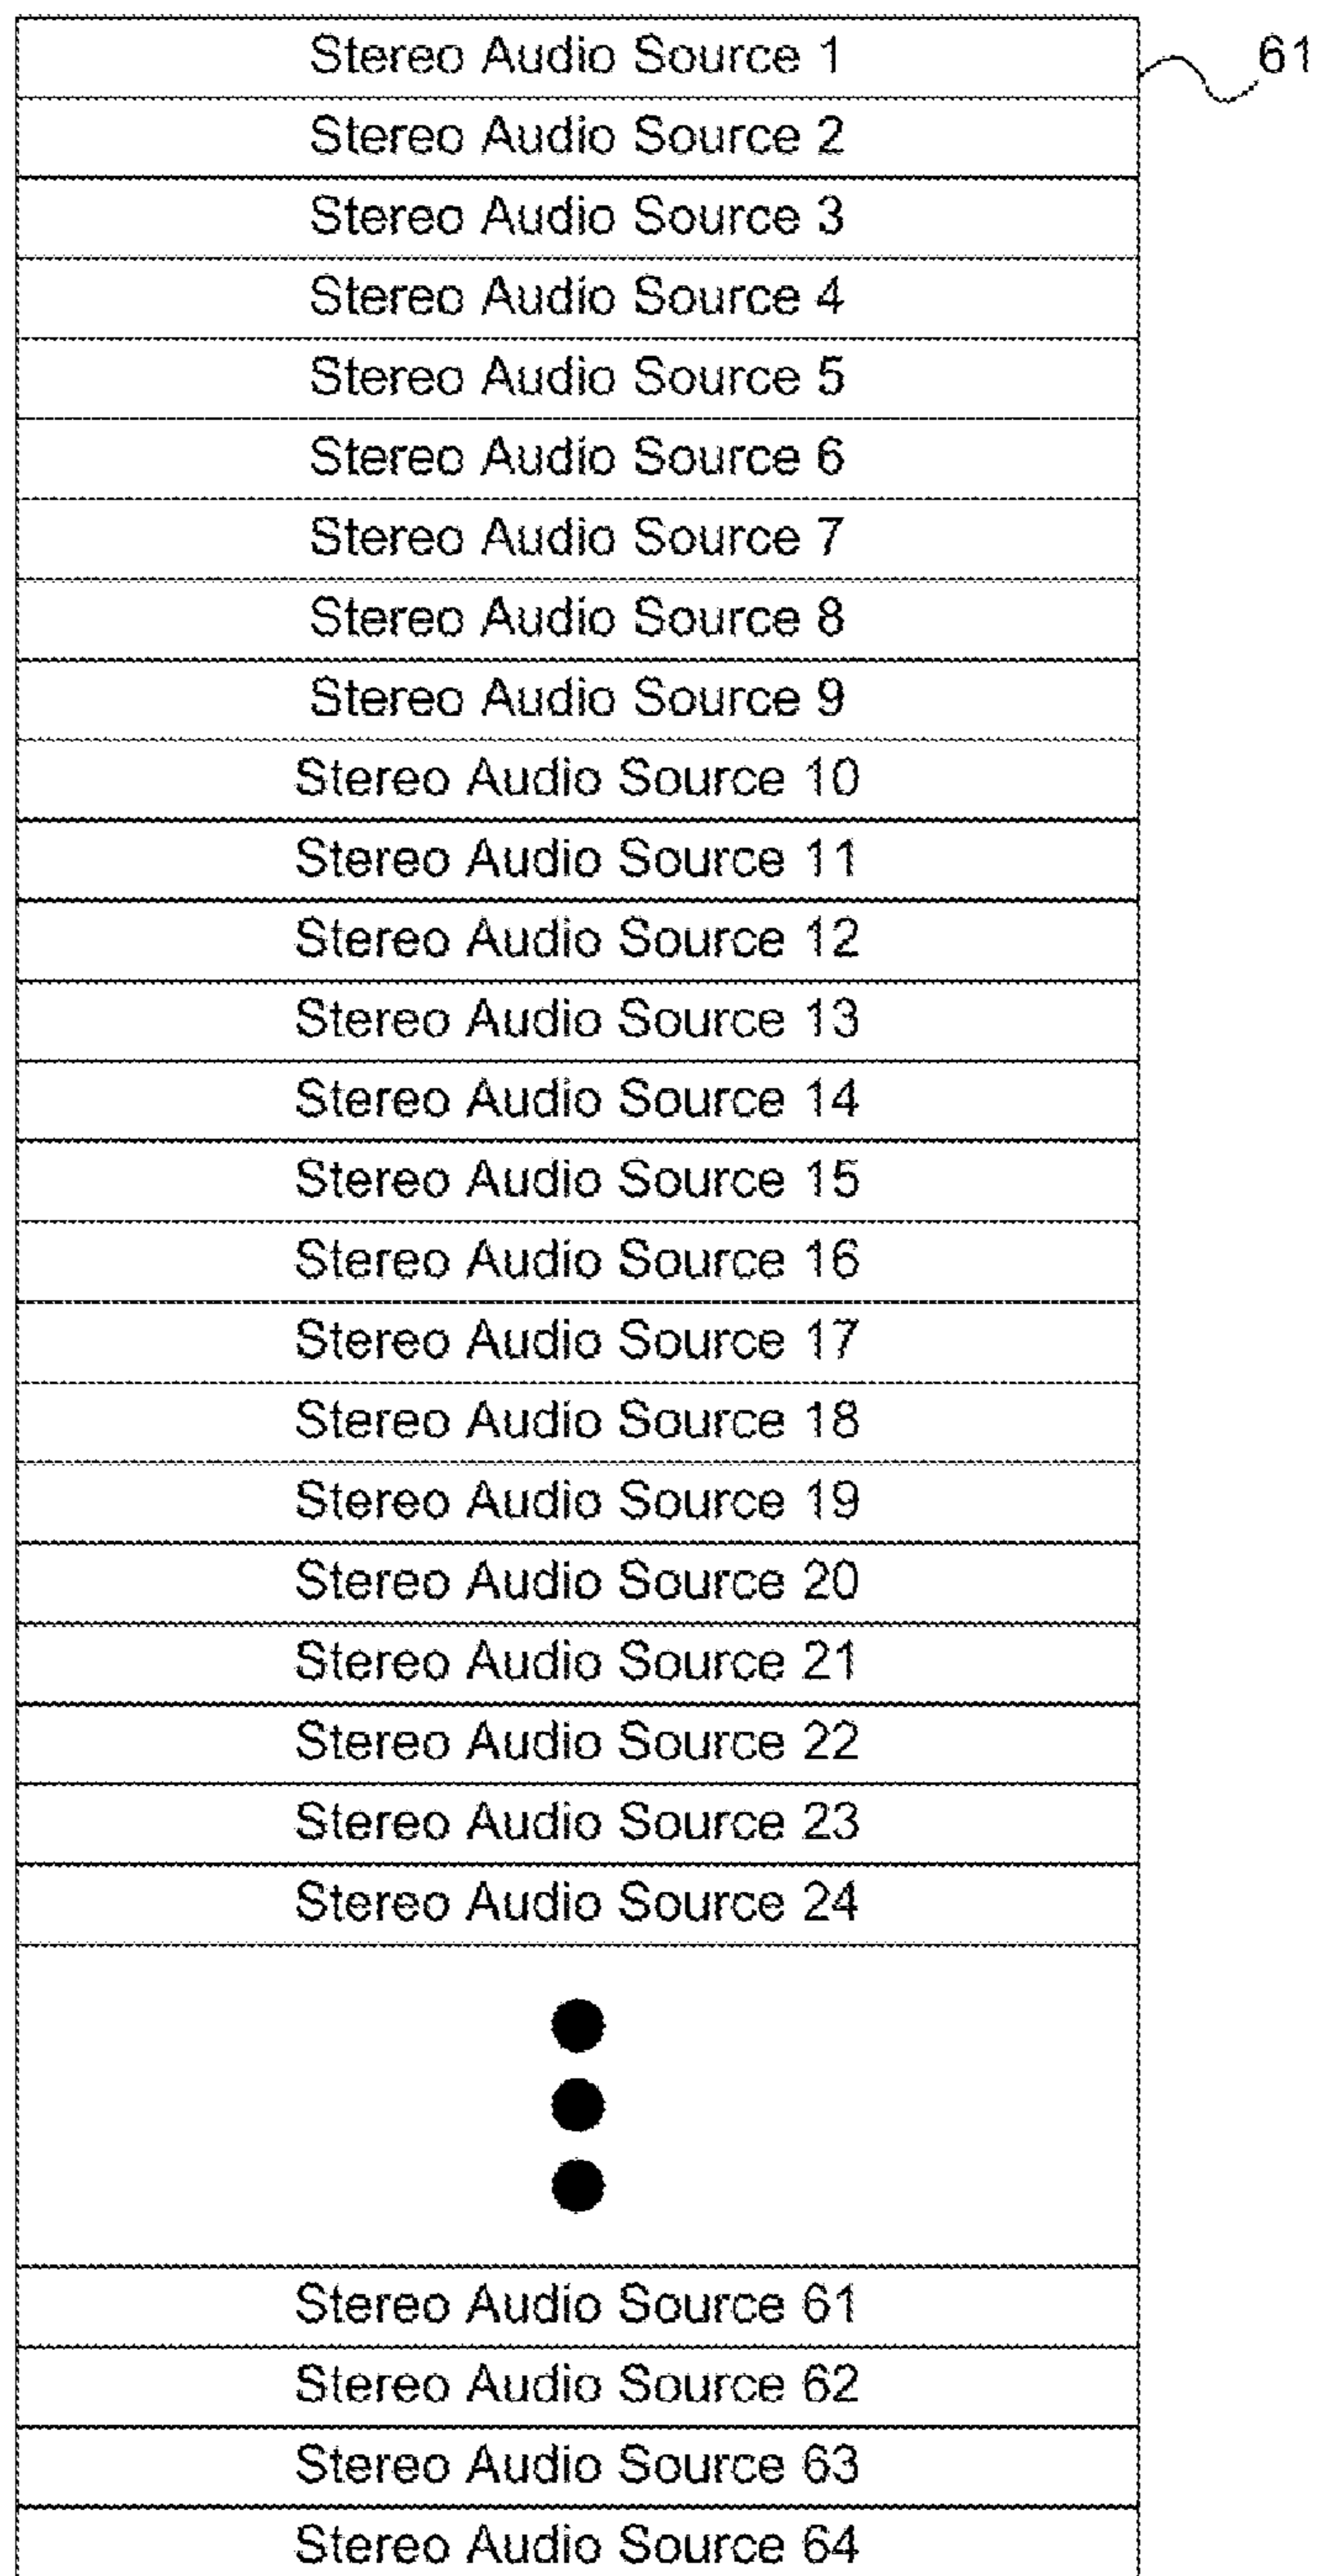 Stereo Audio Source 1
61
Stereo Audio Source 2
Stereo Audio Source 3
Stereo Audio Source 4
Stereo Audio Source 5
Stereo Audio Source 6
Stereo Audio Source 7
Stereo Audio Source 8
Stereo Audio Source 9
Stereo Audio Source 10
Stereo Audio Source 11
Stereo Audio Source 12
Stereo Audio Source 13
Stereo Audio Source 14
Stereo Audio Source 15
Stereo Audio Source 16
Stereo Audio Source 17
Stereo Audio Source 18
Stereo Audio Source 19
Stereo Audio Source 20
Stereo Audio Source 21
Stereo Audio Source 22
Stereo Audio Source 23
Stereo Audio Source 24
Stereo Audio Source 61
Stereo Audio Source 62
Stereo Audio Source 63
Stereo Audio Source 64